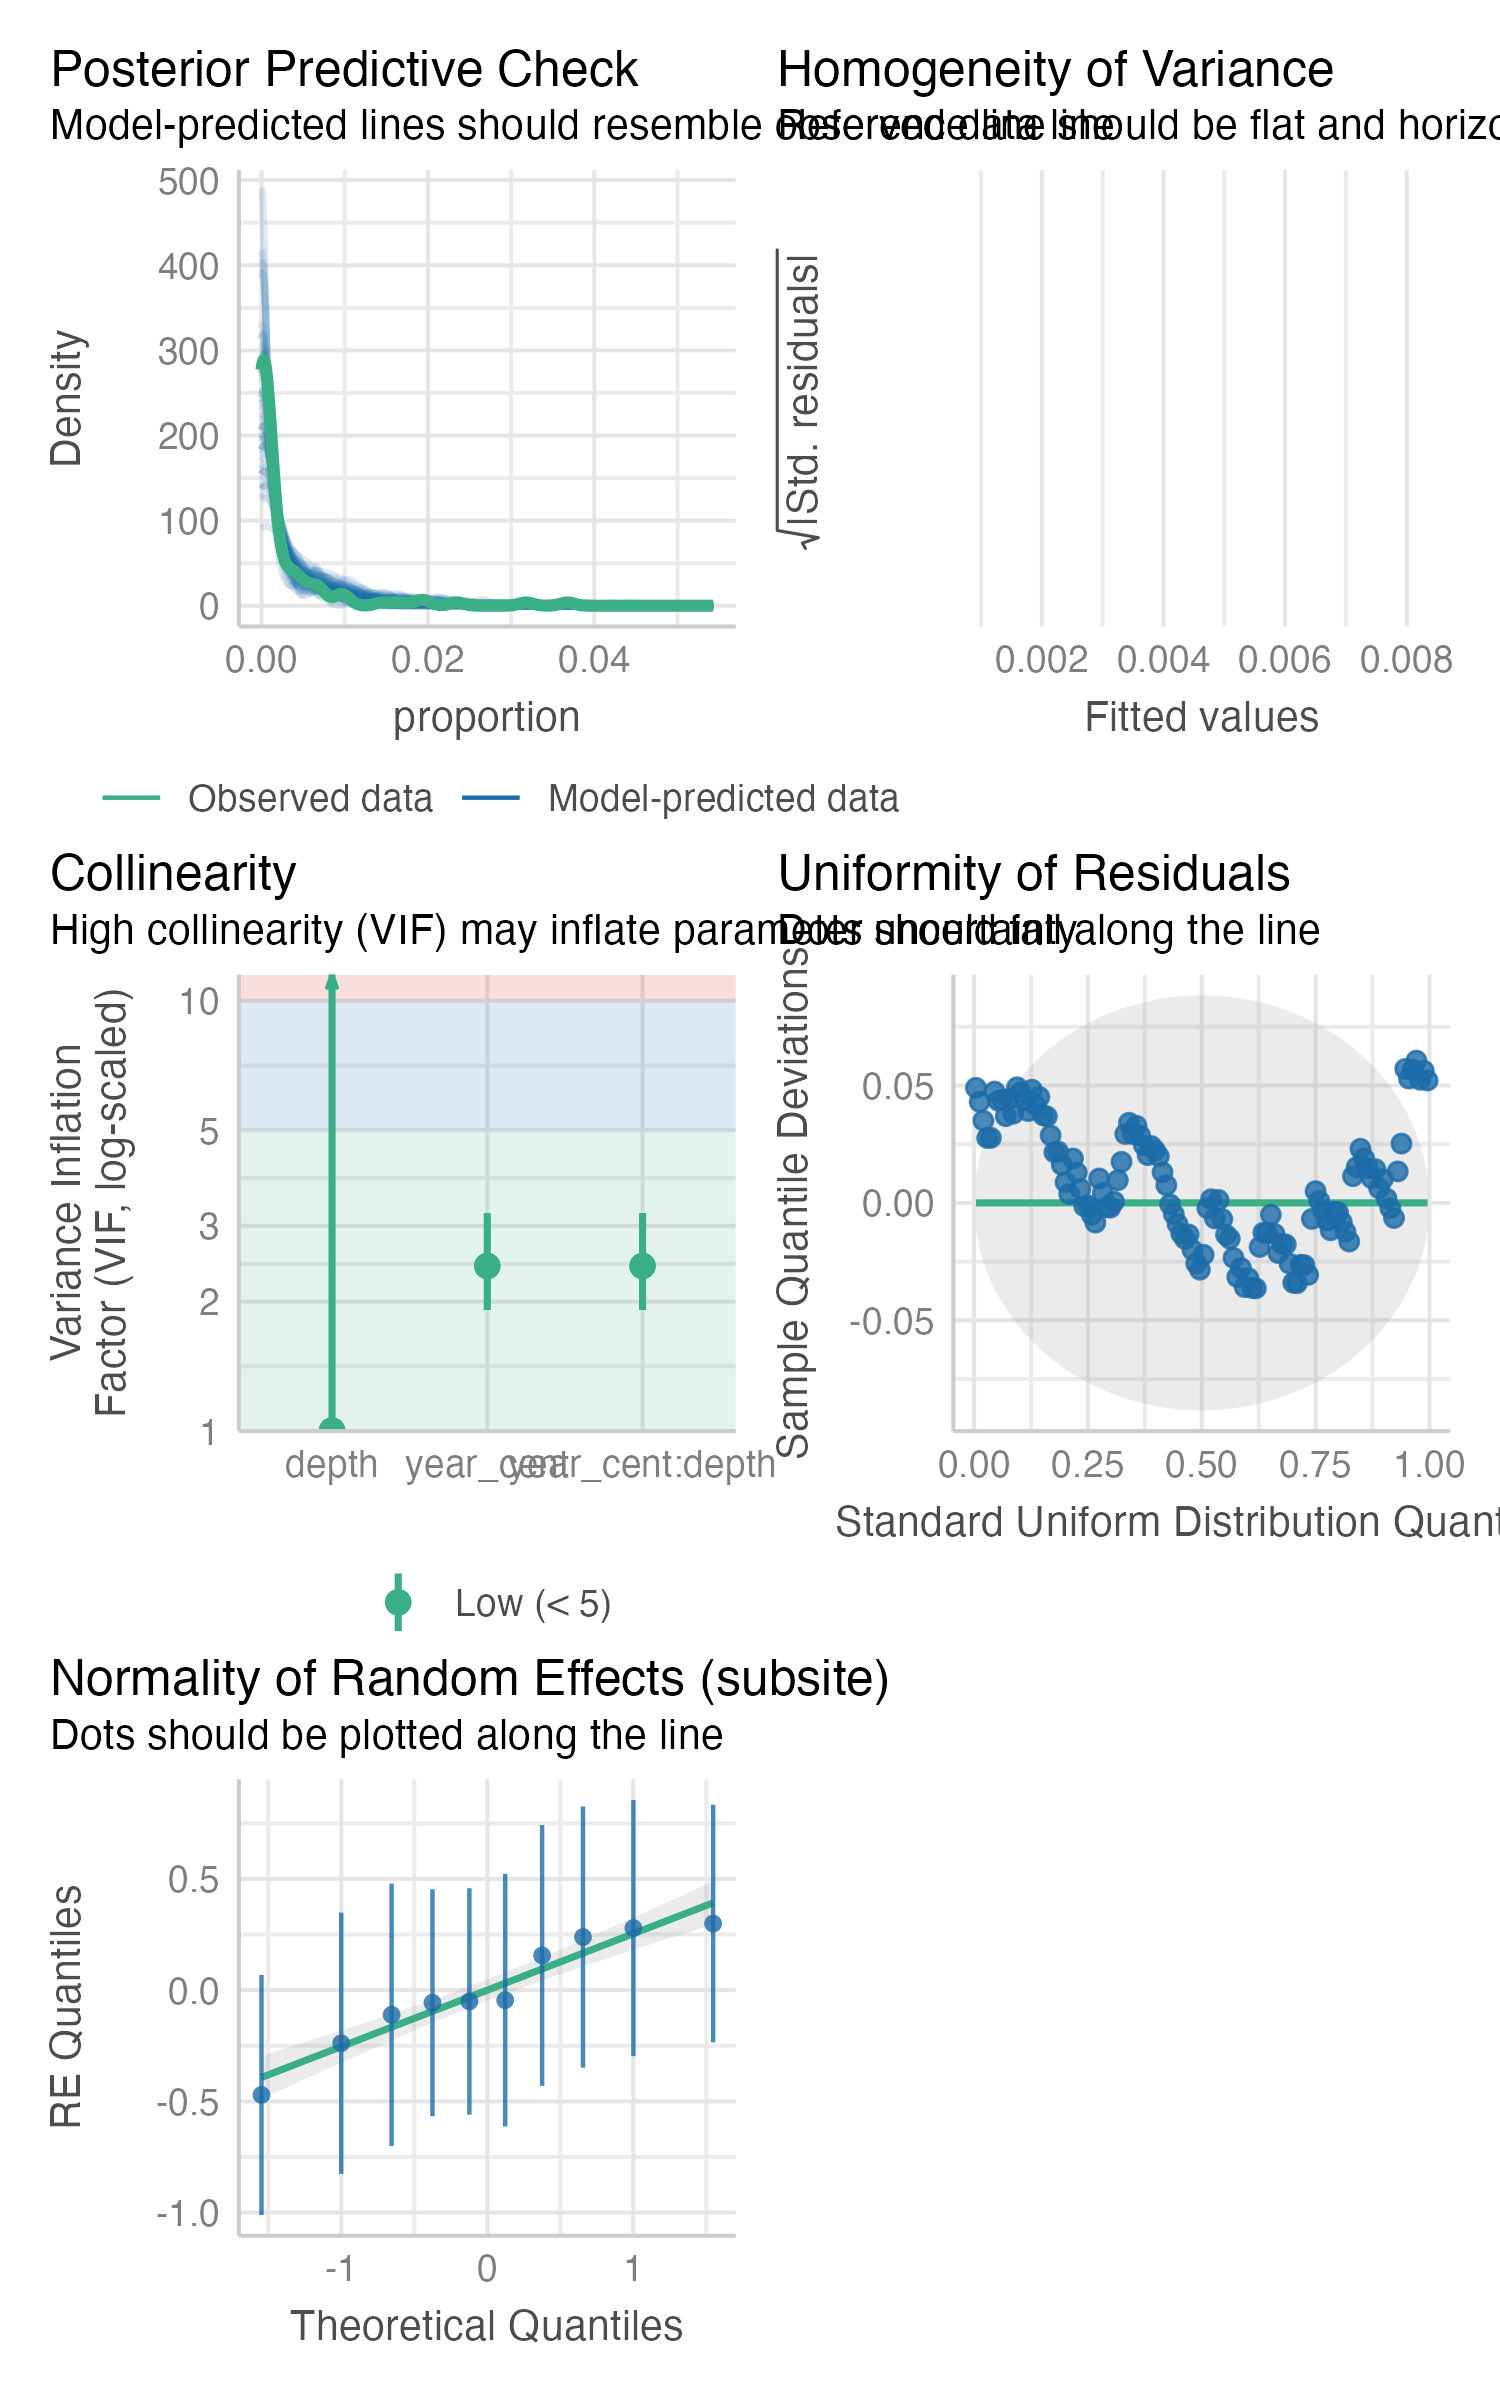 Posterior Predictive Check
Model-predicted lines should resemble observed data line
500
400
300
200
100
0
Density
0.00 0.02 0.04
proportion
Observed data Model-predicted data
Homogeneity of Variance
Reference line should be flat and horizo
√|Std. residuals|
0.002 0.004 0.006 0.008
Fitted values
Collinearity
High collinearity (VIF) may inflate parameter uncertainty
10
5
3
2
1
Variance Inflation
Factor (VIF, log-scaled)
depth year_cent year_cent:depth
Low (< 5)
Uniformity of Residuals
Dots should fall along the line
Sample Quantile Deviations
0.05
0.00
-0.05
0.00 0.25 0.50 0.75 1.00
Standard Uniform Distribution Quant
Normality of Random Effects (subsite)
Dots should be plotted along the line
0.5
0.0
-0.5
-1.0
RE Quantiles
-1 0 1
Theoretical Quantiles